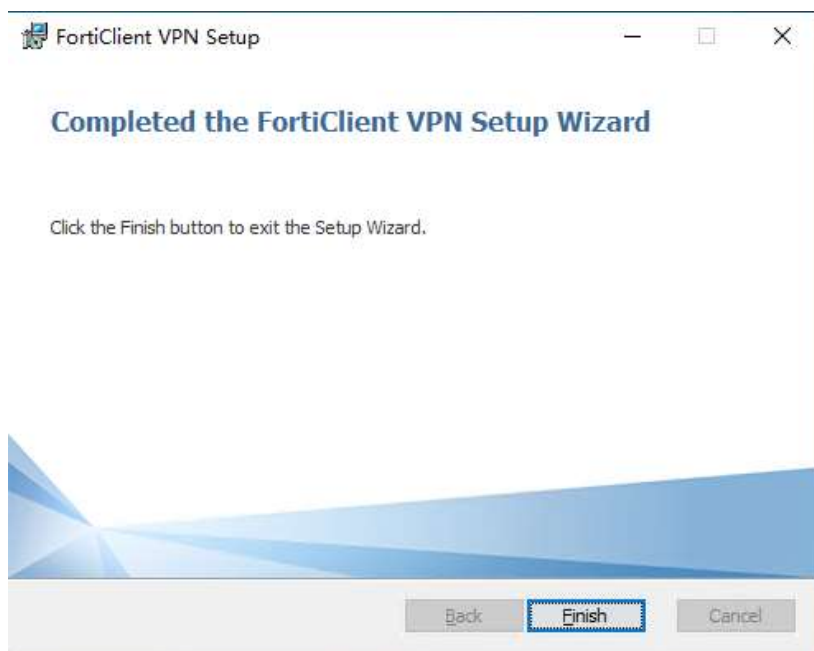 FortiClient VPN Setup
Completed the FortiClient VPN Setup Wizard
Click the Finish button to exit the Setup Wizard.
Back Finish Cancel